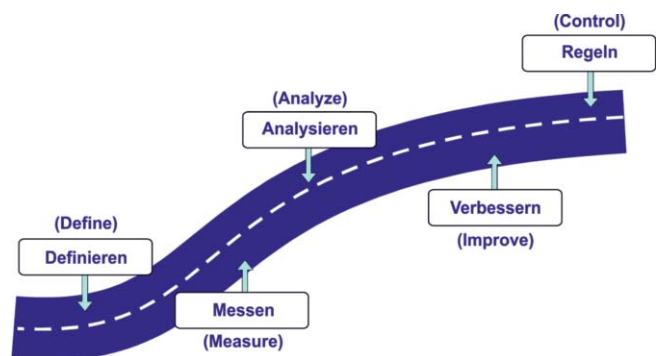 (Control)
Regeln
(Analyze)
Analysieren
Verbessern
(Improve)
(Define)
Definieren
Messen
(Measure)